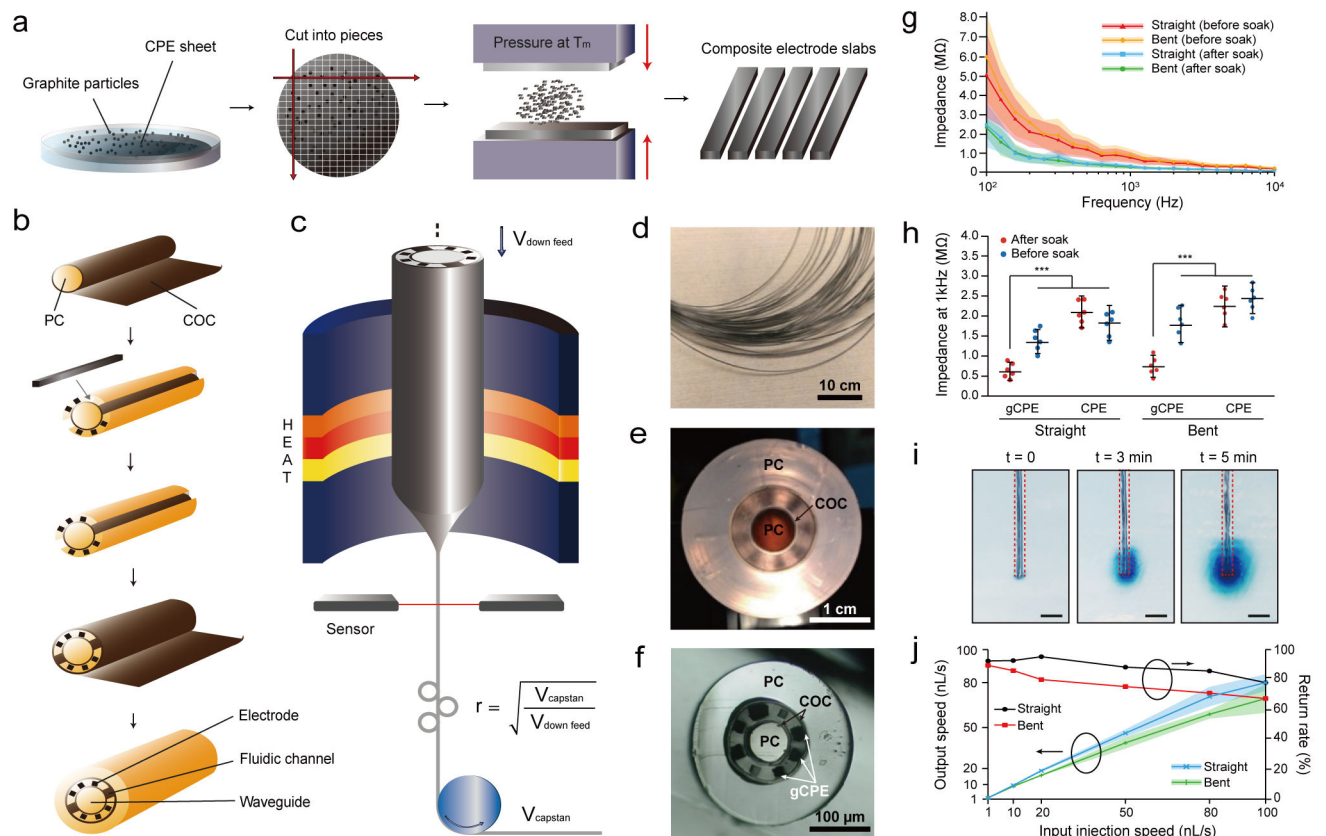 a
CPE sheet
Graphite particles
Cut into pieces
Pressure at Tm
Composite electrode slabs
b
PC
COC
Electrode
Fluidic channel
Waveguide
c
V down feed
HEAT
Sensor
r = √ V capstan / V down feed
V capstan
d
10 cm
e
PC
COC
PC
1 cm
f
PC
COC
PC
gCPE
100 µm
g
Straight (before soak)
Bent (before soak)
Straight (after soak)
Bent (after soak)
Impedance (MΩ)
8.0
7.0
6.0
5.0
4.0
3.0
2.0
1.0
0
10²
10³
10⁴
Frequency (Hz)
h
After soak
Before soak
***
***
Impedance at 1kHz (MΩ)
4.0
3.5
3.0
2.5
2.0
1.5
1.0
0.5
0
gCPE
CPE
gCPE
CPE
Straight
Bent
i
t = 0
t = 3 min
t = 5 min
j
Output speed (nL/s)
100
80
50
20
10
1
Straight
Bent
Straight
Bent
100
80
60
40
20
0
Return rate (%)
1
10
20
50
80
100
Input injection speed (nL/s)